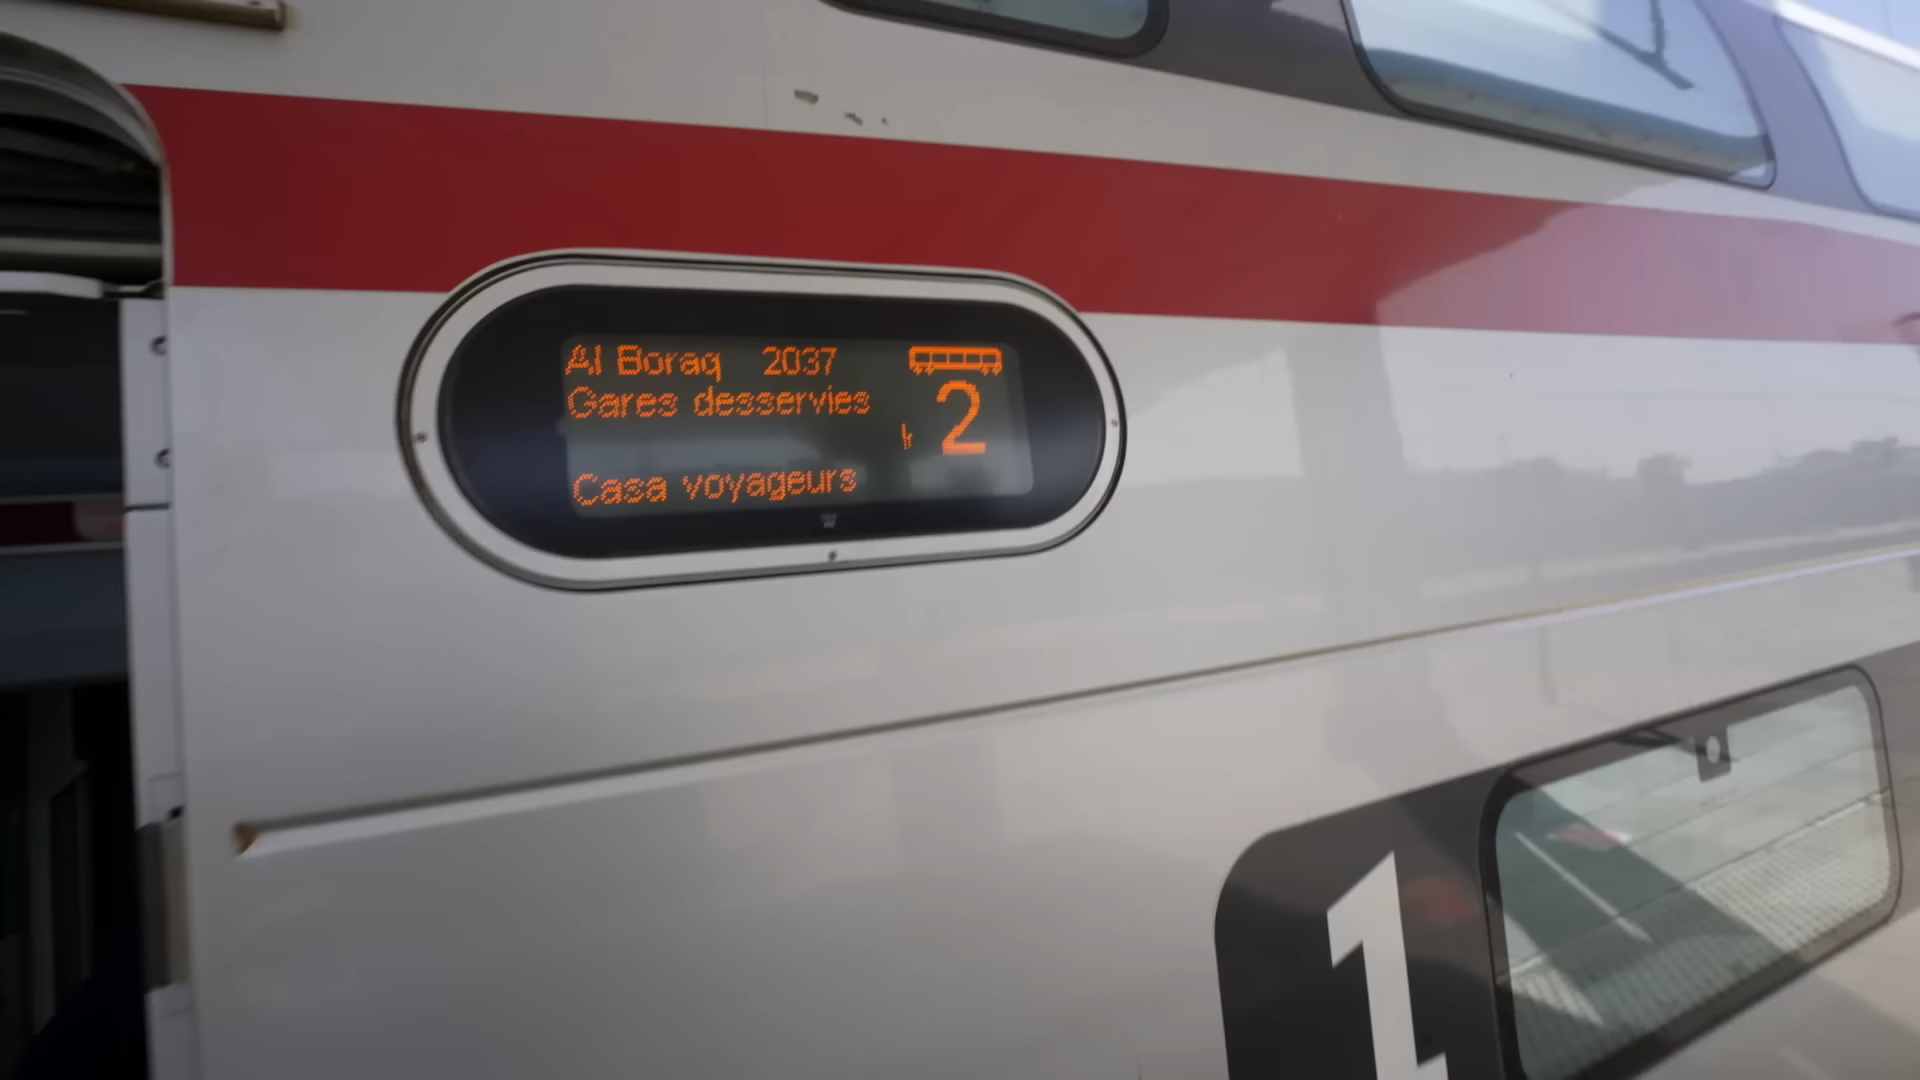 Al Boraq 2037
Gares desservies
2
Casa voyageurs
1